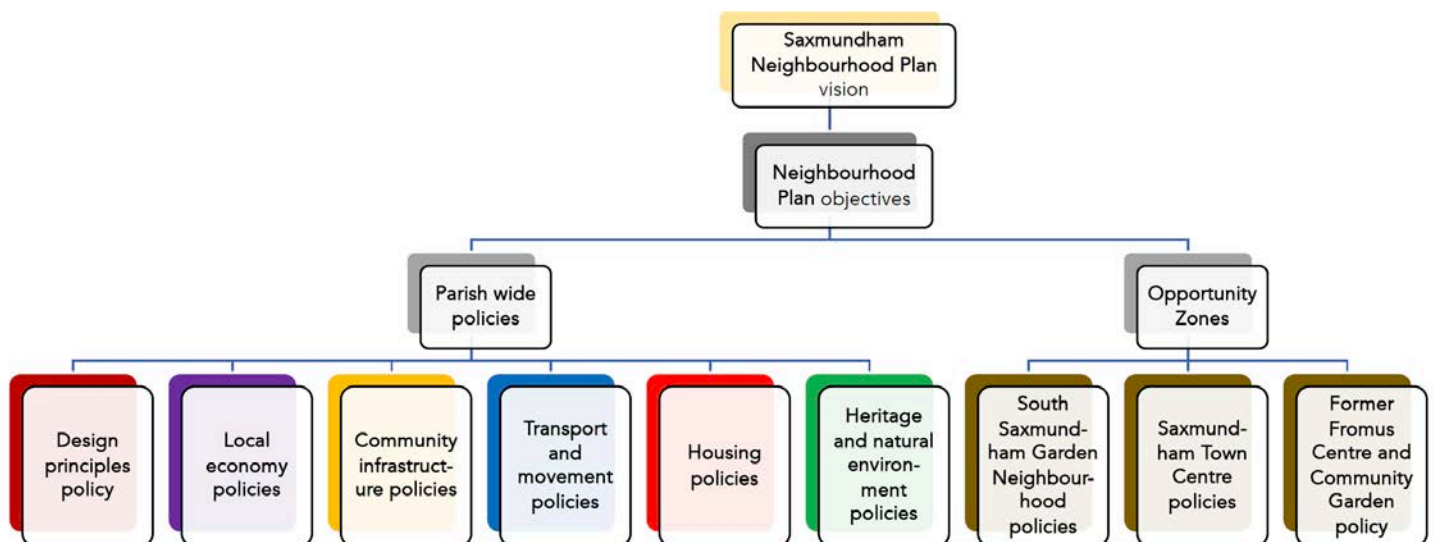 Saxmundham
Neighbourhood Plan
vision
Neighbourhood
Plan objectives
Parish wide
policies
Opportunity
Zones
Design
principles
policy
Local
economy
policies
Community
infrastruct-
ure policies
Transport
and
movement
policies
Housing
policies
Heritage
and natural
environ-
ment
policies
South
Saxmund-
ham Garden
Neighbour-
hood
policies
Saxmund-
ham Town
Centre
policies
Former
Fromus
Centre and
Community
Garden
policy